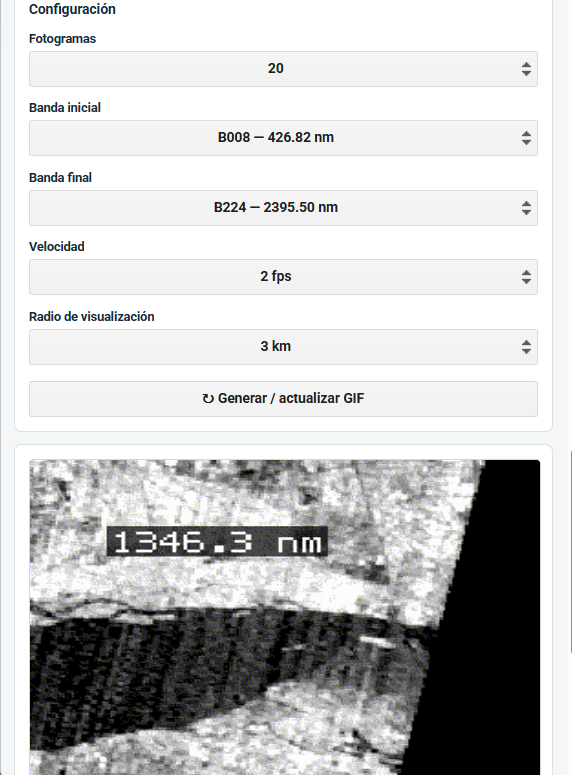 Configuración
Fotogramas
20
Banda inicial
B008 — 426.82 nm
Banda final
B224 — 2395.50 nm
Velocidad
2 fps
Radio de visualización
3 km
↻ Generar / actualizar GIF
1346.3 nm